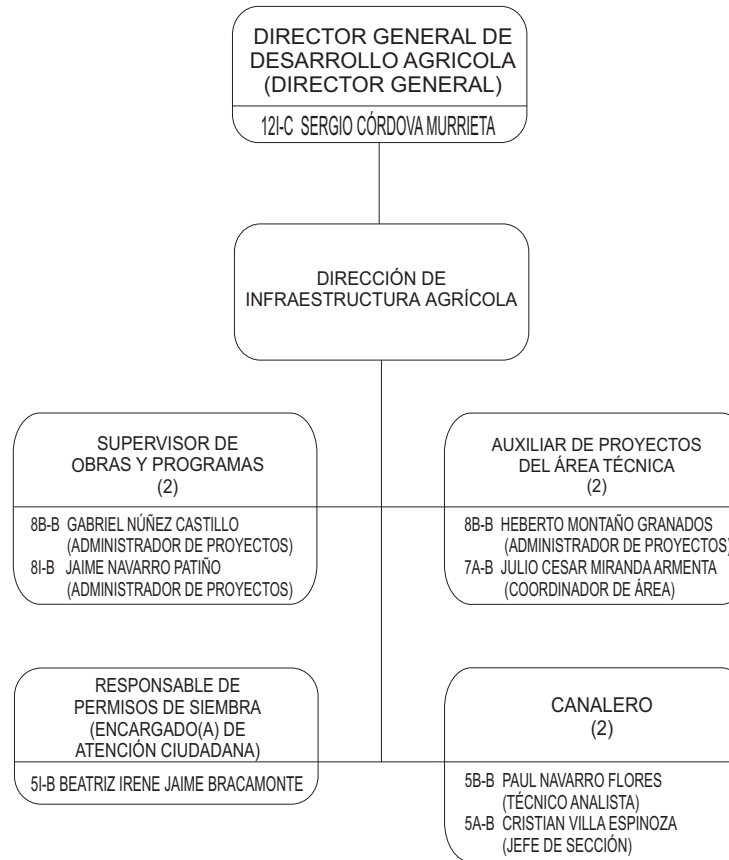 DIRECTOR GENERAL DE
DESARROLLO AGRICOLA
(DIRECTOR GENERAL)
12I-C SERGIO CÓRDOVA MURRIETA
DIRECCIÓN DE
INFRAESTRUCTURA AGRÍCOLA
SUPERVISOR DE
OBRAS Y PROGRAMAS
(2)
8B-B GABRIEL NÚÑEZ CASTILLO
(ADMINISTRADOR DE PROYECTOS)
8I-B JAIME NAVARRO PATIÑO
(ADMINISTRADOR DE PROYECTOS)
AUXILIAR DE PROYECTOS
DEL ÁREA TÉCNICA
(2)
8B-B HEBERTO MONTAÑO GRANADOS
(ADMINISTRADOR DE PROYECTOS)
7A-B JULIO CESAR MIRANDA ARMENTA
(COORDINADOR DE ÁREA)
RESPONSABLE DE
PERMISOS DE SIEMBRA
(ENCARGADO(A) DE
ATENCIÓN CIUDADANA)
5I-B BEATRIZ IRENE JAIME BRACAMONTE
CANALERO
(2)
5B-B PAUL NAVARRO FLORES
(TÉCNICO ANALISTA)
5A-B CRISTIAN VILLA ESPINOZA
(JEFE DE SECCIÓN)